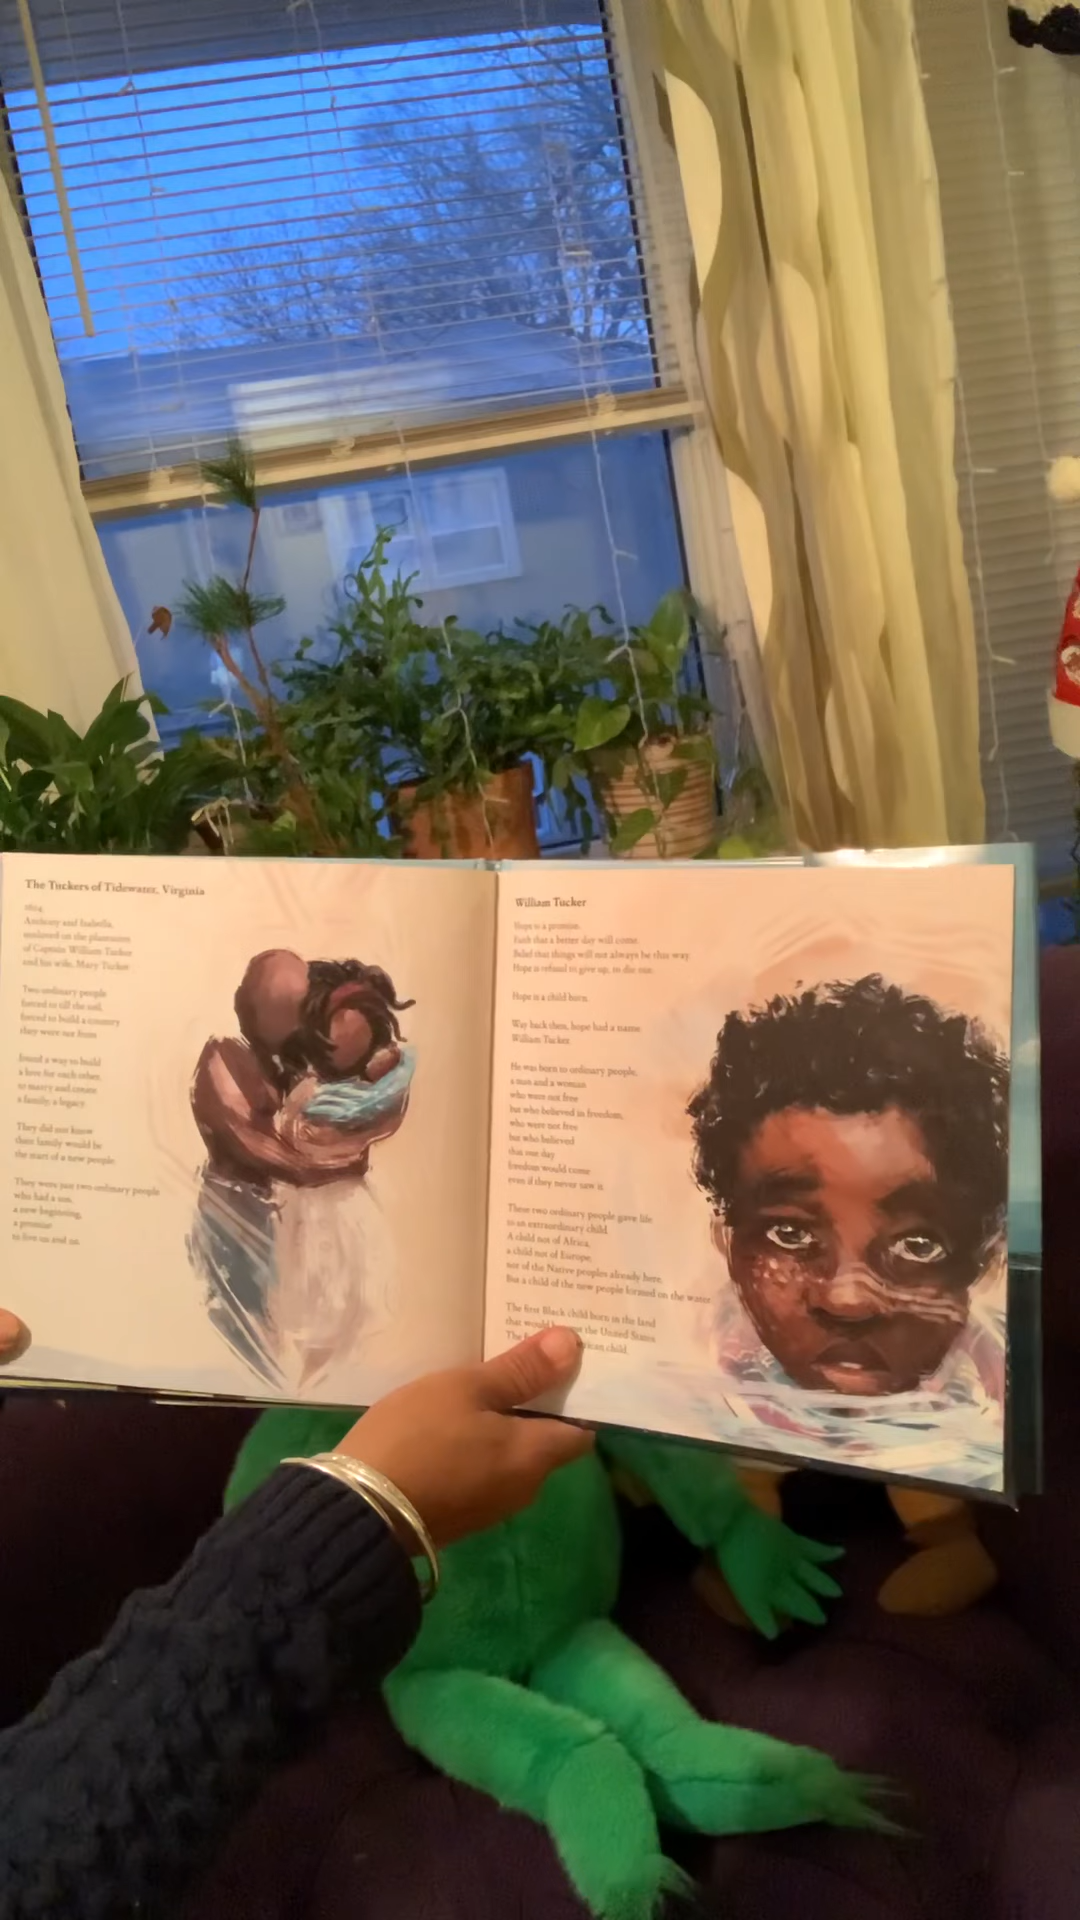 The Tuckers of Tidewater, Virginia
1624.
Anthony and Isabella,
enslaved on the plantation
of Captain William Tucker
and his wife, Mary Tucker.
Two ordinary people
forced to till the soil,
forced to build a country
they were not from
found a way to build
a love for each other,
to marry and create
a family, a legacy.
They did not know
their family would be
the start of a new people.
They were just two ordinary people
who had a son,
a new beginning,
a promise
to live on and on.
William Tucker
Hope is a promise.
Faith that a better day will come.
Belief that things will not always be this way.
Hope is refusal to give up, to die out.
Hope is a child born.
Way back then, hope had a name.
William Tucker.
He was born to ordinary people,
a man and a woman
who were not free
but who believed in freedom,
who were not free
but who believed
that one day
freedom would come
even if they never saw it.
These two ordinary people gave life
to an extraordinary child.
A child not of Africa,
a child not of Europe,
nor of the Native peoples already here.
But a child of the new people formed on the water.
The first Black child born in the land
that would the United States.
The child.